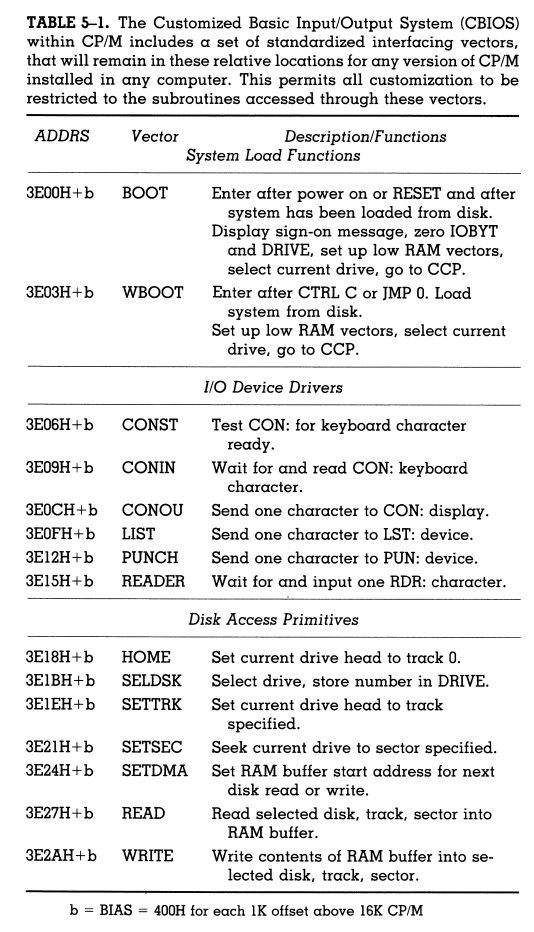 TABLE 5–1. The Customized Basic Input/Output System (CBIOS)
within CP/M includes a set of standardized interfacing vectors,
that will remain in these relative locations for any version of CP/M
installed in any computer. This permits all customization to be
restricted to the subroutines accessed through these vectors.
ADDRS Vector Description/Functions
System Load Functions
3E00H+b BOOT Enter after power on or RESET and after
system has been loaded from disk.
Display sign-on message, zero IOBYT
and DRIVE, set up low RAM vectors,
select current drive, go to CCP.
3E03H+b WBOOT Enter after CTRL C or JMP 0. Load
system from disk.
Set up low RAM vectors, select current
drive, go to CCP.
I/O Device Drivers
3E06H+b CONST Test CON: for keyboard character
ready.
3E09H+b CONIN Wait for and read CON: keyboard
character.
3E0CH+b CONOU Send one character to CON: display.
3E0FH+b LIST Send one character to LST: device.
3E12H+b PUNCH Send one character to PUN: device.
3E15H+b READER Wait for and input one RDR: character.
Disk Access Primitives
3E18H+b HOME Set current drive head to track 0.
3E1BH+b SELDSK Select drive, store number in DRIVE.
3E1EH+b SETTRK Set current drive head to track
specified.
3E21H+b SETSEC Seek current drive to sector specified.
3E24H+b SETDMA Set RAM buffer start address for next
disk read or write.
3E27H+b READ Read selected disk, track, sector into
RAM buffer.
3E2AH+b WRITE Write contents of RAM buffer into se-
lected disk, track, sector.
b = BIAS = 400H for each 1K offset above 16K CP/M